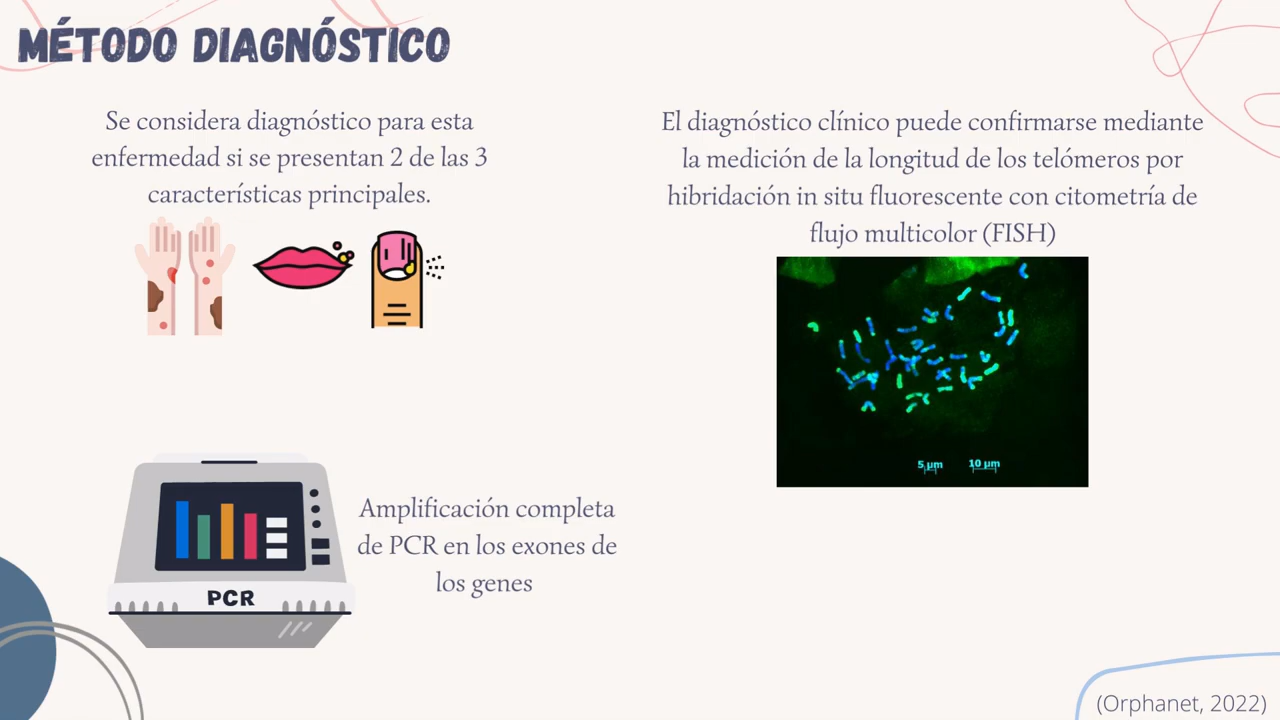 MÉTODO DIAGNÓSTICO
Se considera diagnóstico para esta
enfermedad si se presentan 2 de las 3
características principales.
El diagnóstico clínico puede confirmarse mediante
la medición de la longitud de los telómeros por
hibridación in situ fluorescente con citometría de
flujo multicolor (FISH)
5 µm 10 µm
Amplificación completa
de PCR en los exones de
los genes
PCR
(Orphanet, 2022)